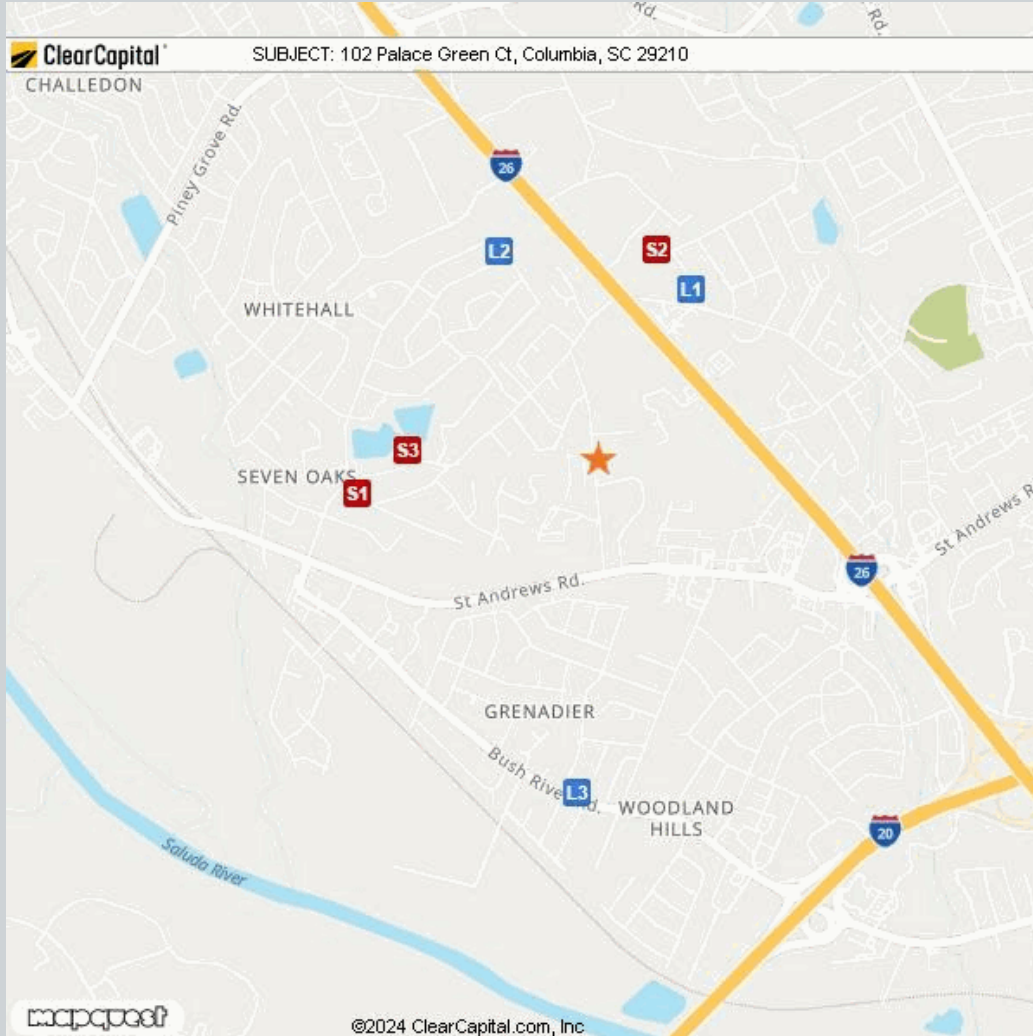 Rd.
Rd.
ClearCapital
SUBJECT: 102 Palace Green Ct, Columbia, SC 29210
CHALLEDON
Piney Grove Rd.
26
L2
S2
L1
WHITEHALL
S3
SEVEN OAKS
S1
St Andrews
26
St Andrews Rd.
GRENADIER
Bush River Rd.
L3
WOODLAND
HILLS
20
Saluda River
mapquest
©2024 ClearCapital.com, Inc